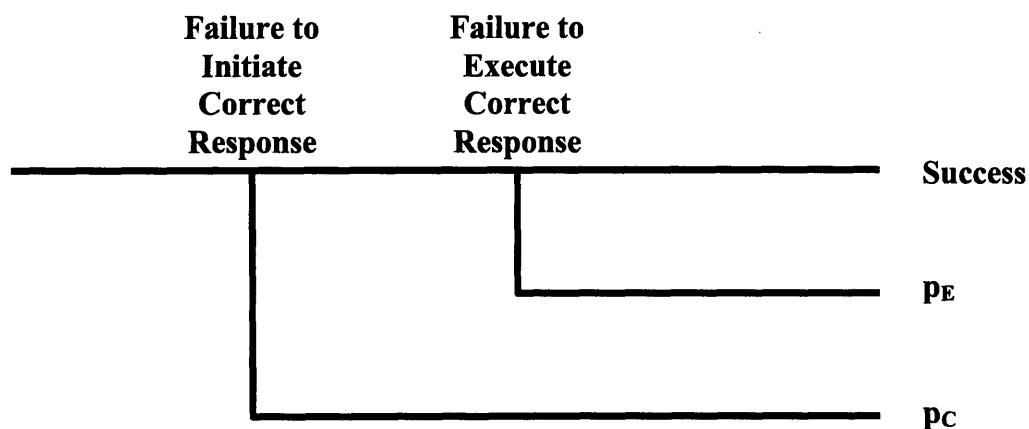 Failure to
Initiate
Correct
Response
Failure to
Execute
Correct
Response
Success
pE
pC